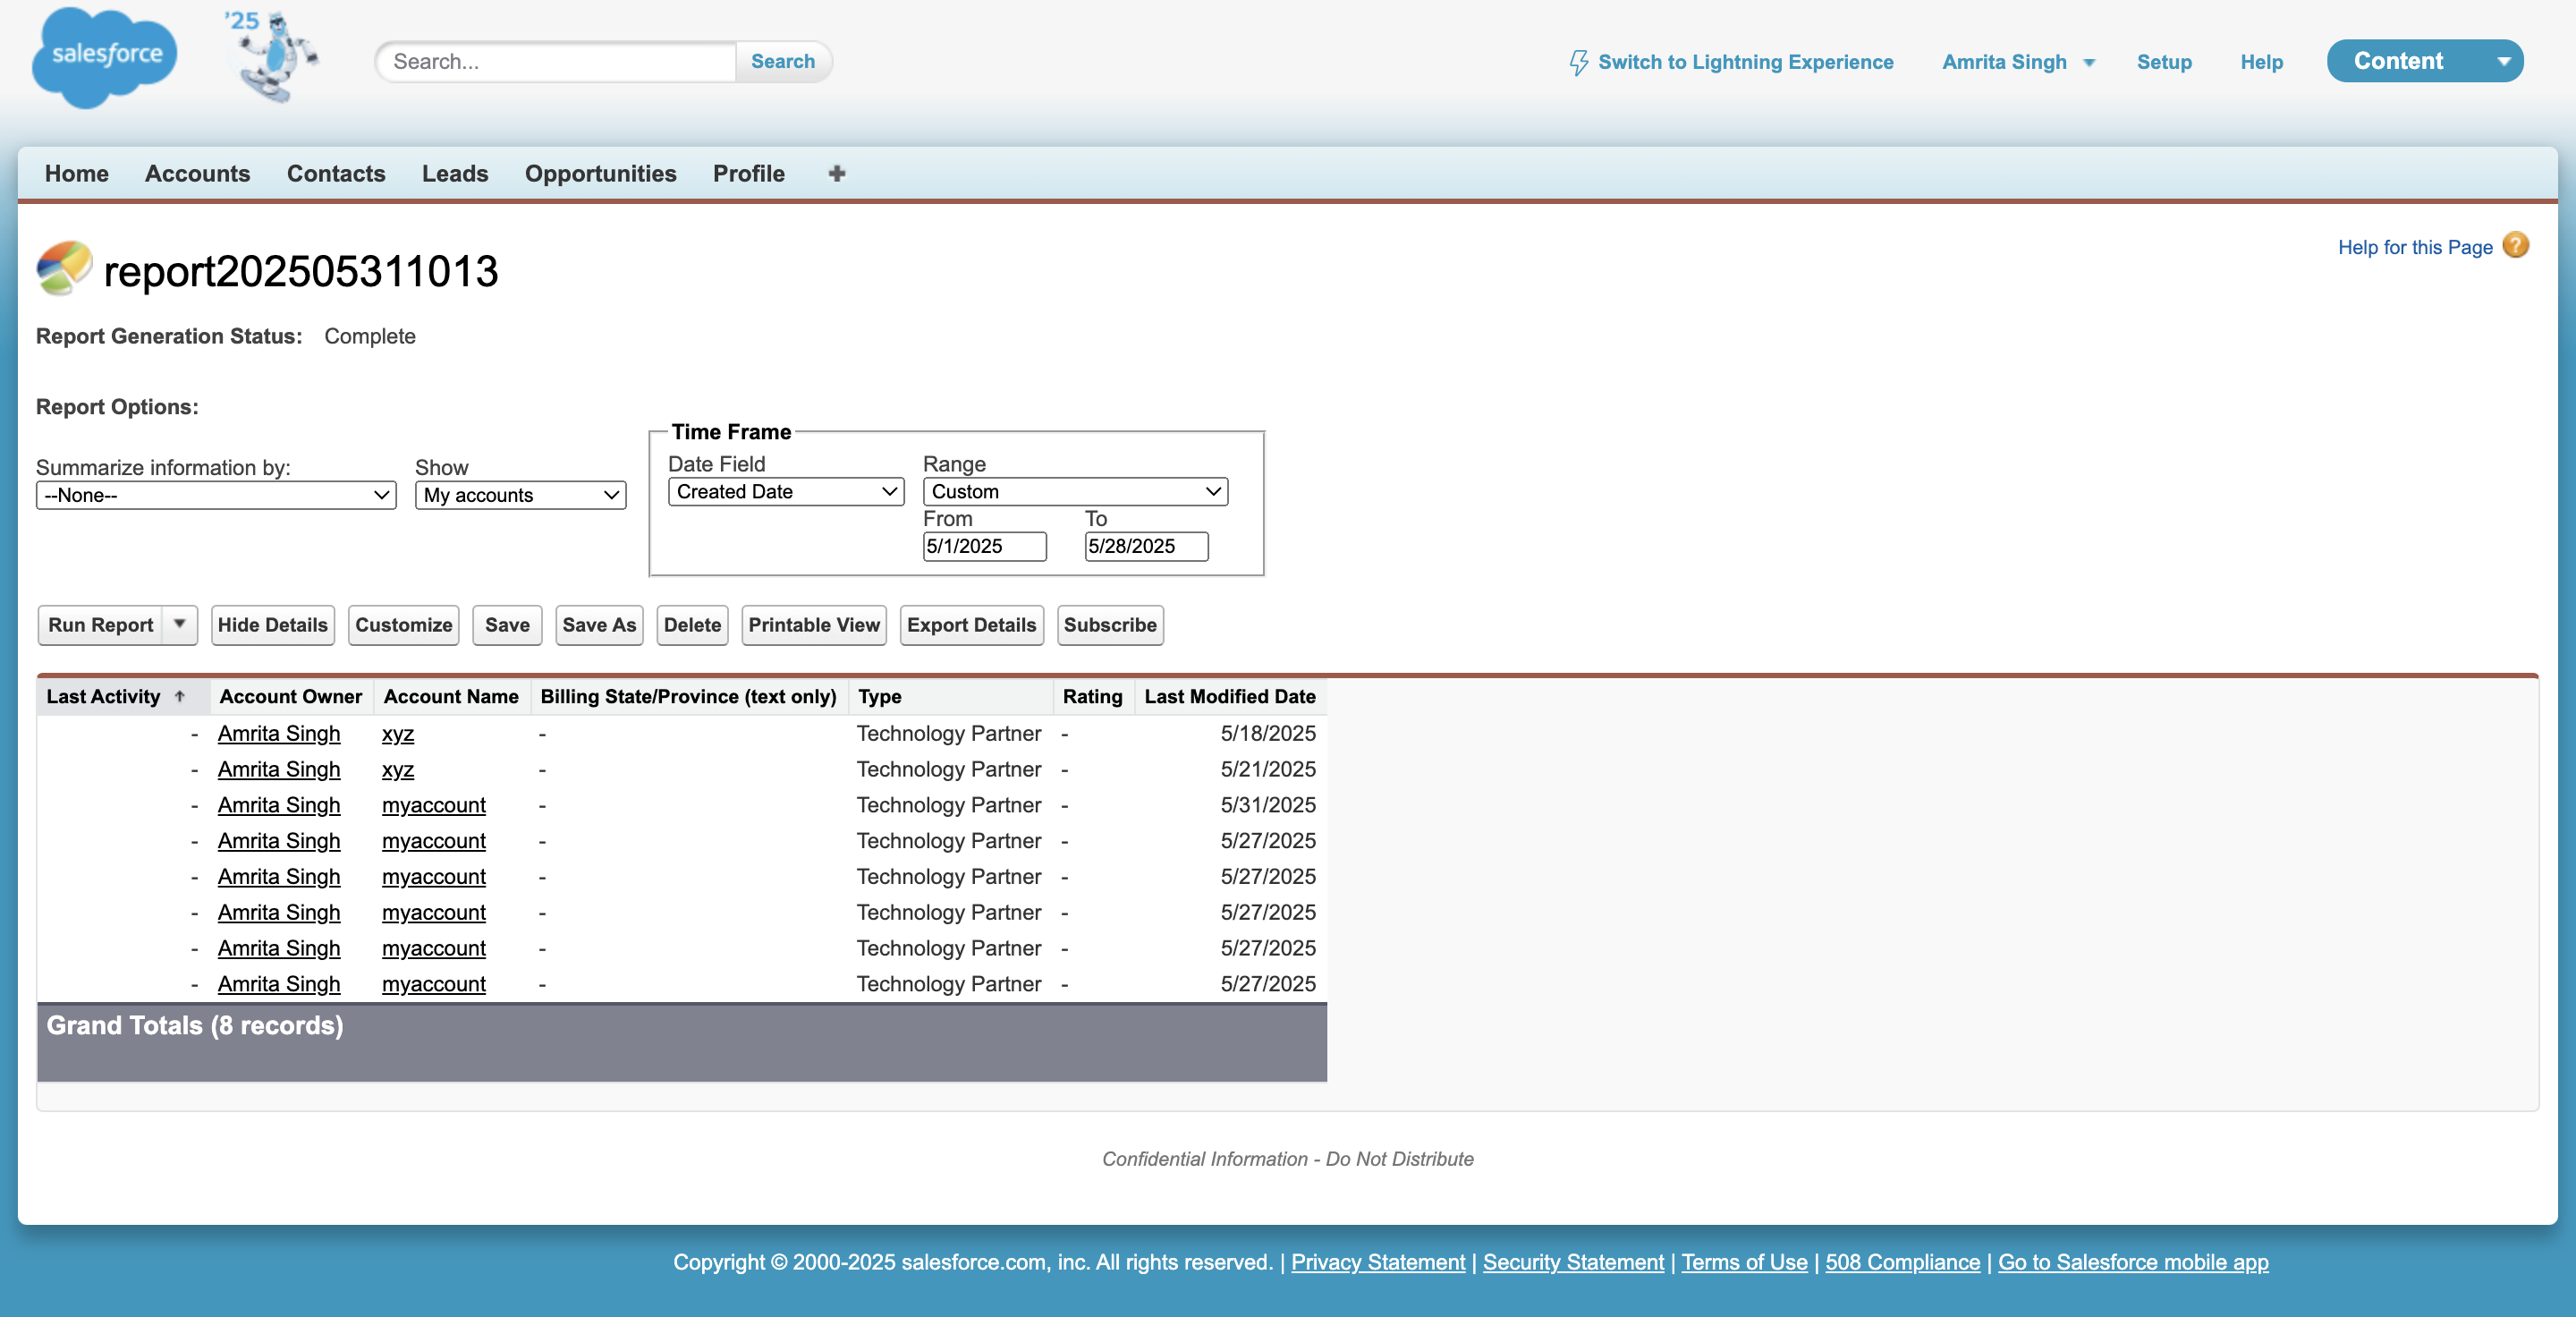 salesforce
'25
Search...
Search
Switch to Lightning Experience
Amrita Singh
Setup
Help
Content
Home
Accounts
Contacts
Leads
Opportunities
Profile
report202505311013
Help for this Page
?
Report Generation Status: Complete
Report Options:
Summarize information by:
--None--
Show
My accounts
Time Frame
Date Field
Created Date
Range
Custom
From
5/1/2025
To
5/28/2025
Run Report
Hide Details
Customize
Save
Save As
Delete
Printable View
Export Details
Subscribe
Last Activity Account Owner Account Name Billing State/Province (text only) Type Rating Last Modified Date
- Amrita Singh xyz - Technology Partner - 5/18/2025
- Amrita Singh xyz - Technology Partner - 5/21/2025
- Amrita Singh myaccount - Technology Partner - 5/31/2025
- Amrita Singh myaccount - Technology Partner - 5/27/2025
- Amrita Singh myaccount - Technology Partner - 5/27/2025
- Amrita Singh myaccount - Technology Partner - 5/27/2025
- Amrita Singh myaccount - Technology Partner - 5/27/2025
- Amrita Singh myaccount - Technology Partner - 5/27/2025
Grand Totals (8 records)
Confidential Information - Do Not Distribute
Copyright © 2000-2025 salesforce.com, inc. All rights reserved. | Privacy Statement | Security Statement | Terms of Use | 508 Compliance | Go to Salesforce mobile app